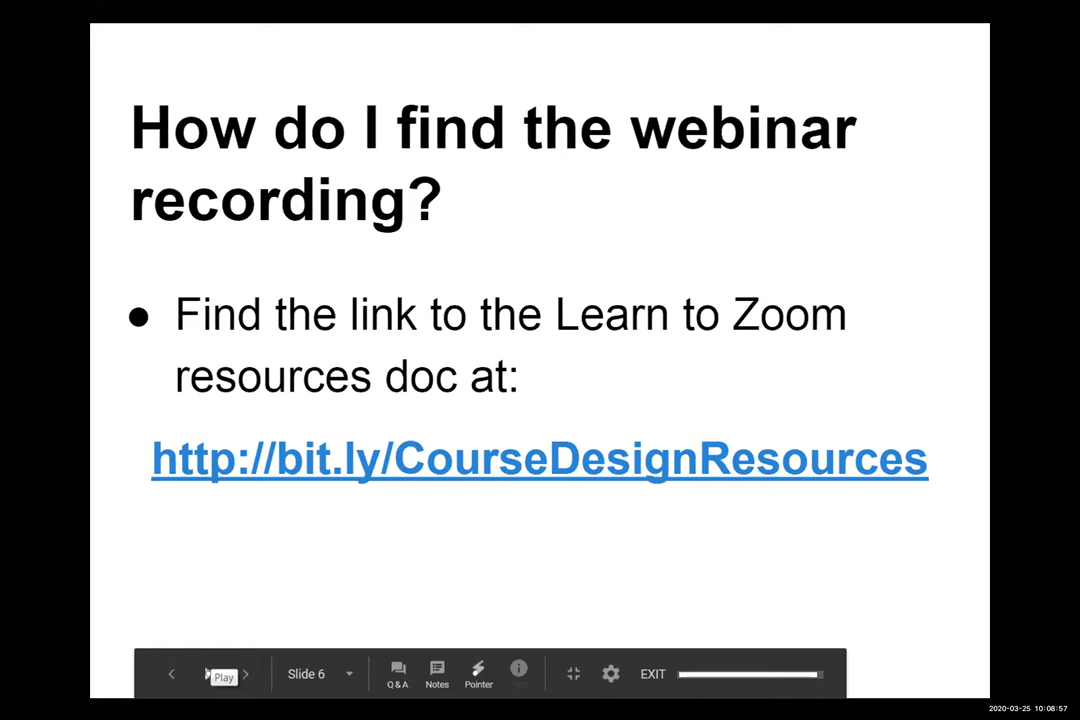 How do I find the webinar
recording?
● Find the link to the Learn to Zoom
resources doc at:
http://bit.ly/CourseDesignResources
Play
Slide 6
Q & A
Notes
Pointer
EXIT
2020-03-25 10:08:57